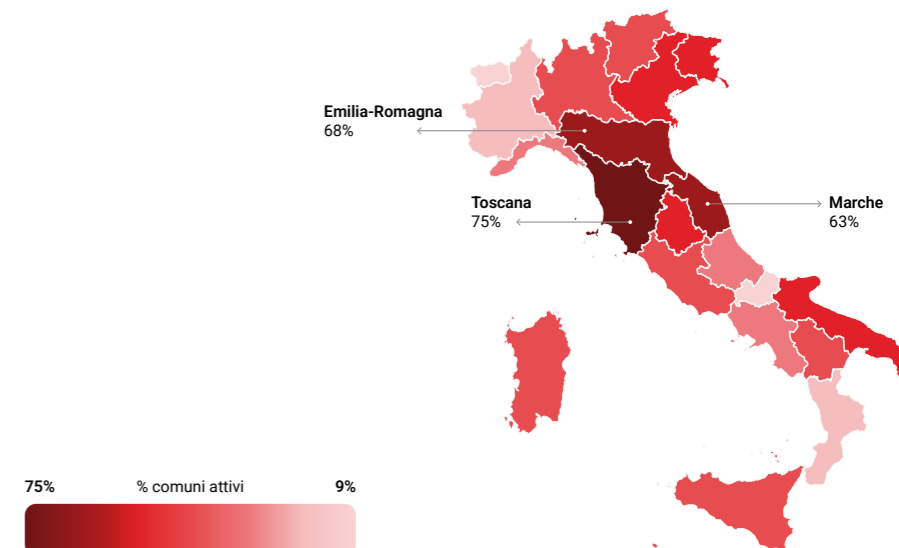 Emilia-Romagna
68%
Toscana
75%
Marche
63%
75% % comuni attivi 9%